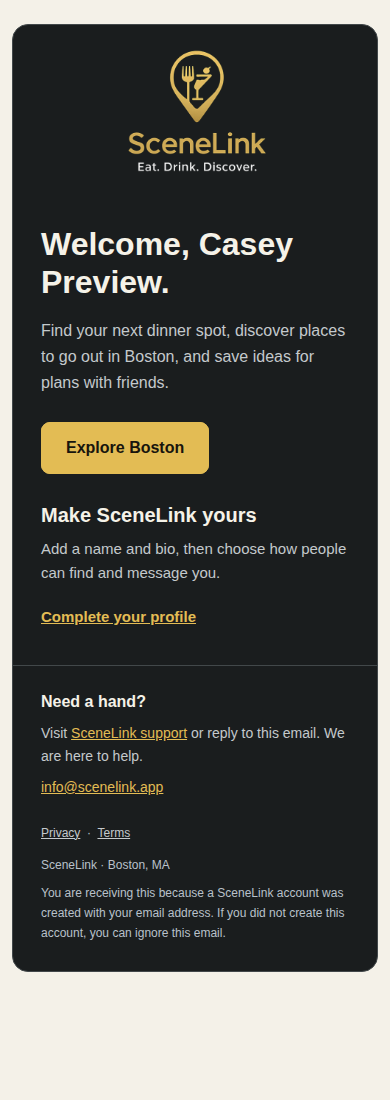 SceneLink
Eat. Drink. Discover.
Welcome, Casey
Preview.
Find your next dinner spot, discover places
to go out in Boston, and save ideas for
plans with friends.
Explore Boston
Make SceneLink yours
Add a name and bio, then choose how people
can find and message you.
Complete your profile
Need a hand?
Visit SceneLink support or reply to this email. We
are here to help.
info@scenelink.app
Privacy · Terms
SceneLink · Boston, MA
You are receiving this because a SceneLink account was
created with your email address. If you did not create this
account, you can ignore this email.